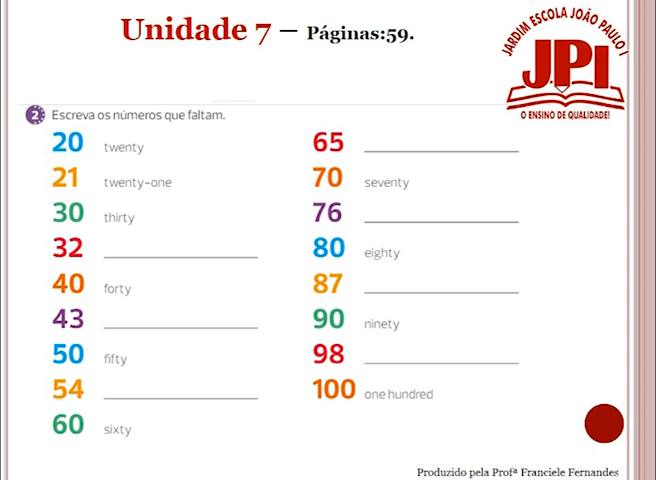 Unidade 7 – Páginas:59.
JARDIM ESCOLA JOÃO PAULO I
JPI
O ENSINO DE QUALIDADE!
2 Escreva os números que faltam.
20 twenty
21 twenty-one
30 thirty
32
40 forty
43
50 fifty
54
60 sixty
65
70 seventy
76
80 eighty
87
90 ninety
98
100 one hundred
Produzido pela Profª Franciele Fernandes